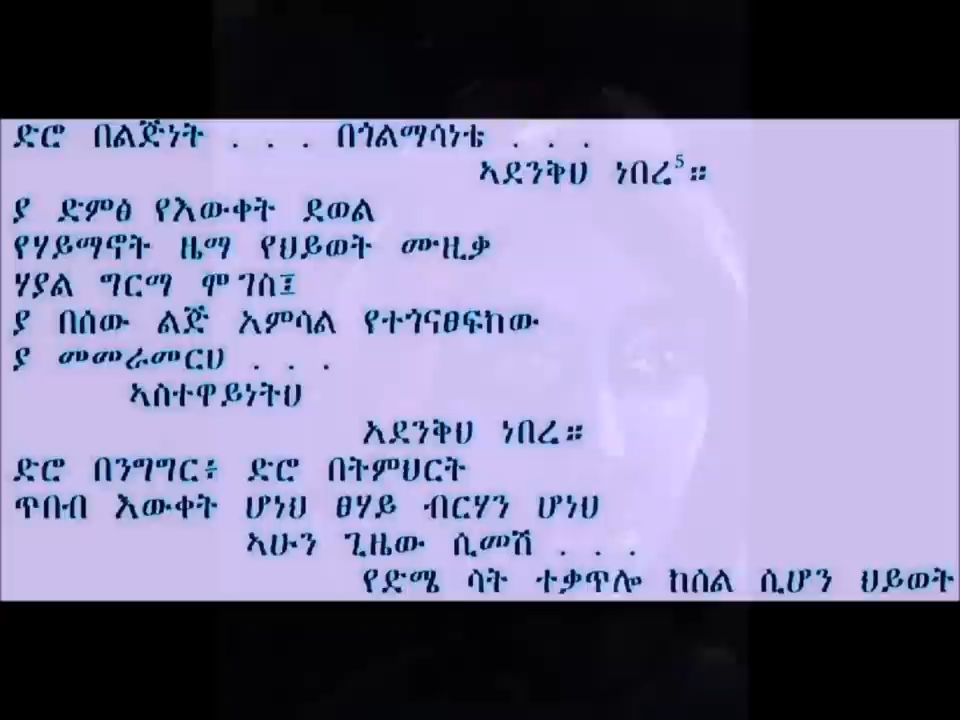 ድሮ በልጅነት . . . በጎልማሳነቴ . . .
ኣደንቅህ ነበረ⁵።
ያ ድምፅ የእውቀት ደወል
የሃይማኖት ዜማ የህይወት ሙዚቃ
ሃያል ግርማ ሞገስ፤
ያ በሰው ልጅ አምሳል የተጎናፀፍከው
ያ መመራመርህ . . .
ኣስተዋይነትህ
አደንቅህ ነበረ።
ድሮ በንግግር፥ ድሮ በትምህርት
ጥበብ እውቀት ሆነህ ፀሃይ ብርሃን ሆነህ
ኣሁን ጊዜው ሲመሽ . . .
የድሜ ሳት ተቃጥሎ ከሰል ሲሆን ህይወት